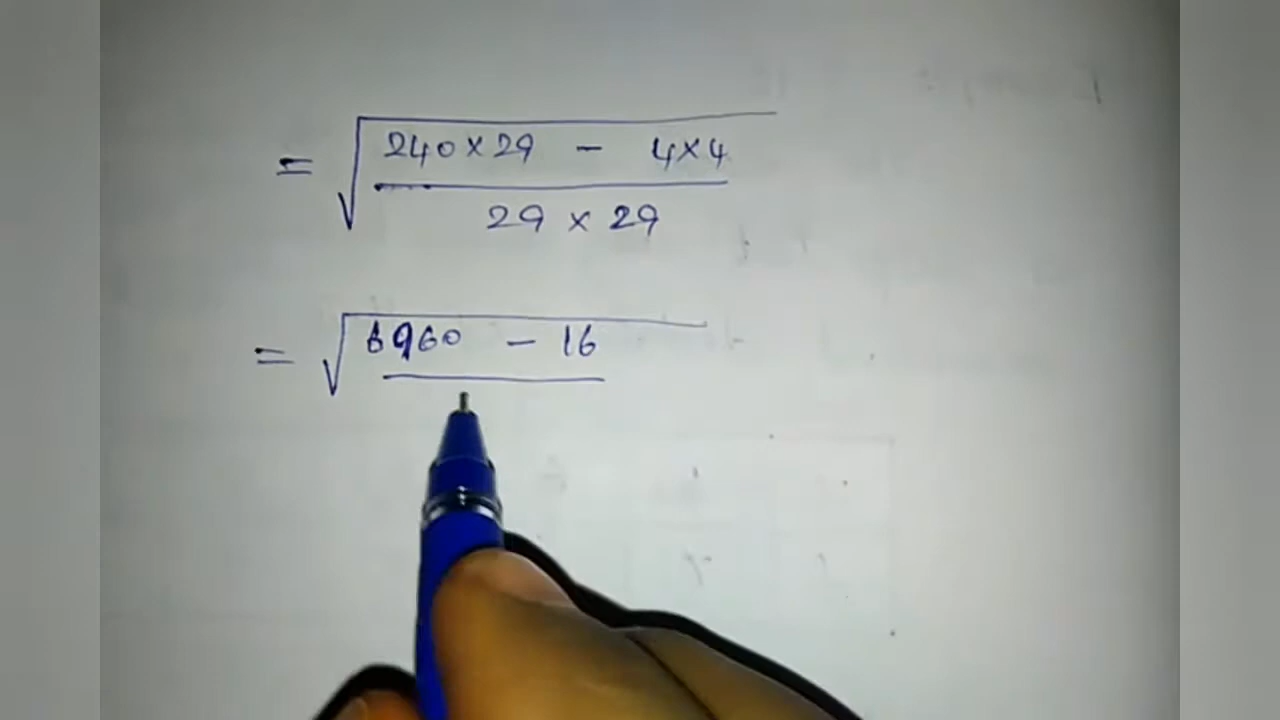 = √ 240 × 29 - 4×4
29 × 29
= √ 6960 - 16